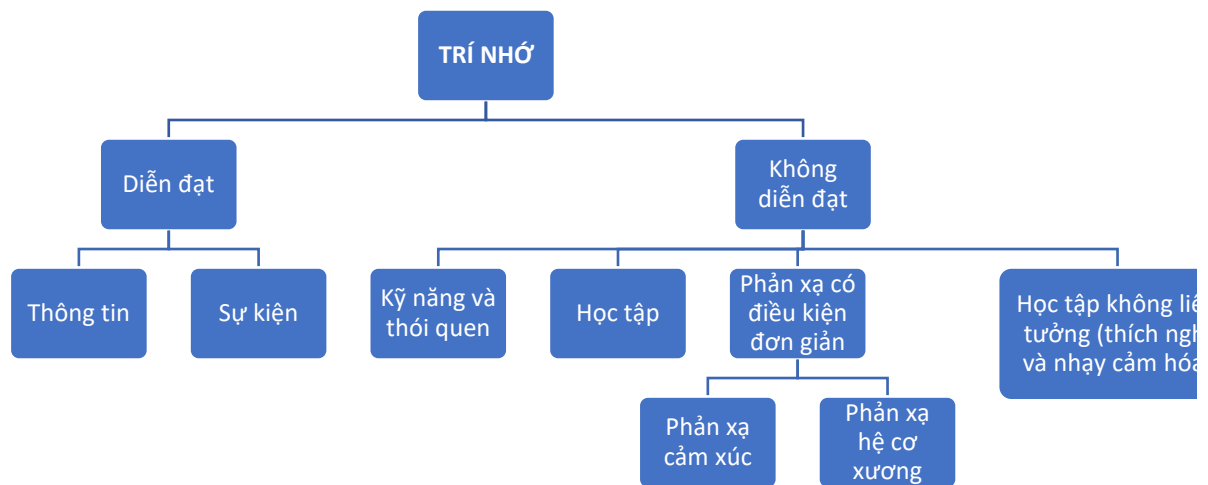 TRÍ NHỚ
Diễn đạt
Không
diễn đạt
Thông tin
Sự kiện
Kỹ năng và
thói quen
Học tập
Phản xạ có
điều kiện
đơn giản
Học tập không
tưởng (thích
và nhạy cảm
Phản xạ
cảm xúc
Phản xạ
hệ cơ
xương